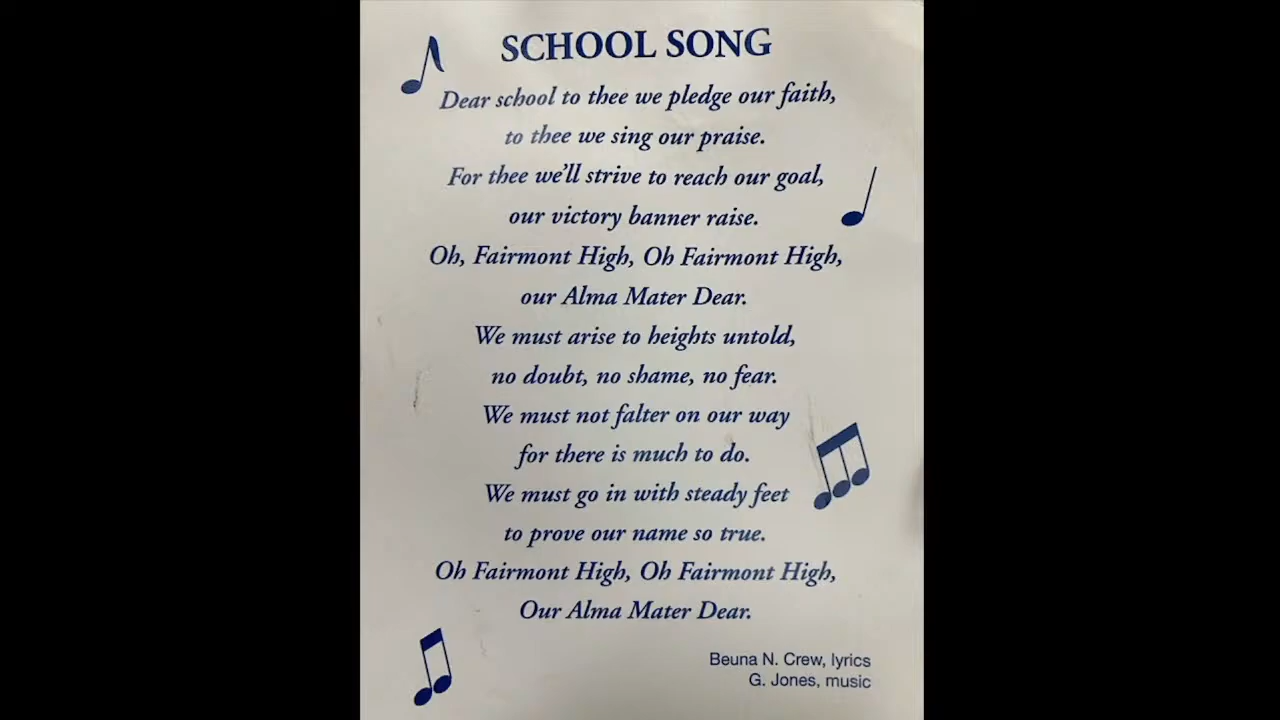 SCHOOL SONG
Dear school to thee we pledge our faith,
to thee we sing our praise.
For thee we'll strive to reach our goal,
our victory banner raise.
Oh, Fairmont High, Oh Fairmont High,
our Alma Mater Dear.
We must arise to heights untold,
no doubt, no shame, no fear.
We must not falter on our way
for there is much to do.
We must go in with steady feet
to prove our name so true.
Oh Fairmont High, Oh Fairmont High,
Our Alma Mater Dear.
Beuna N. Crew, lyrics
G. Jones, music